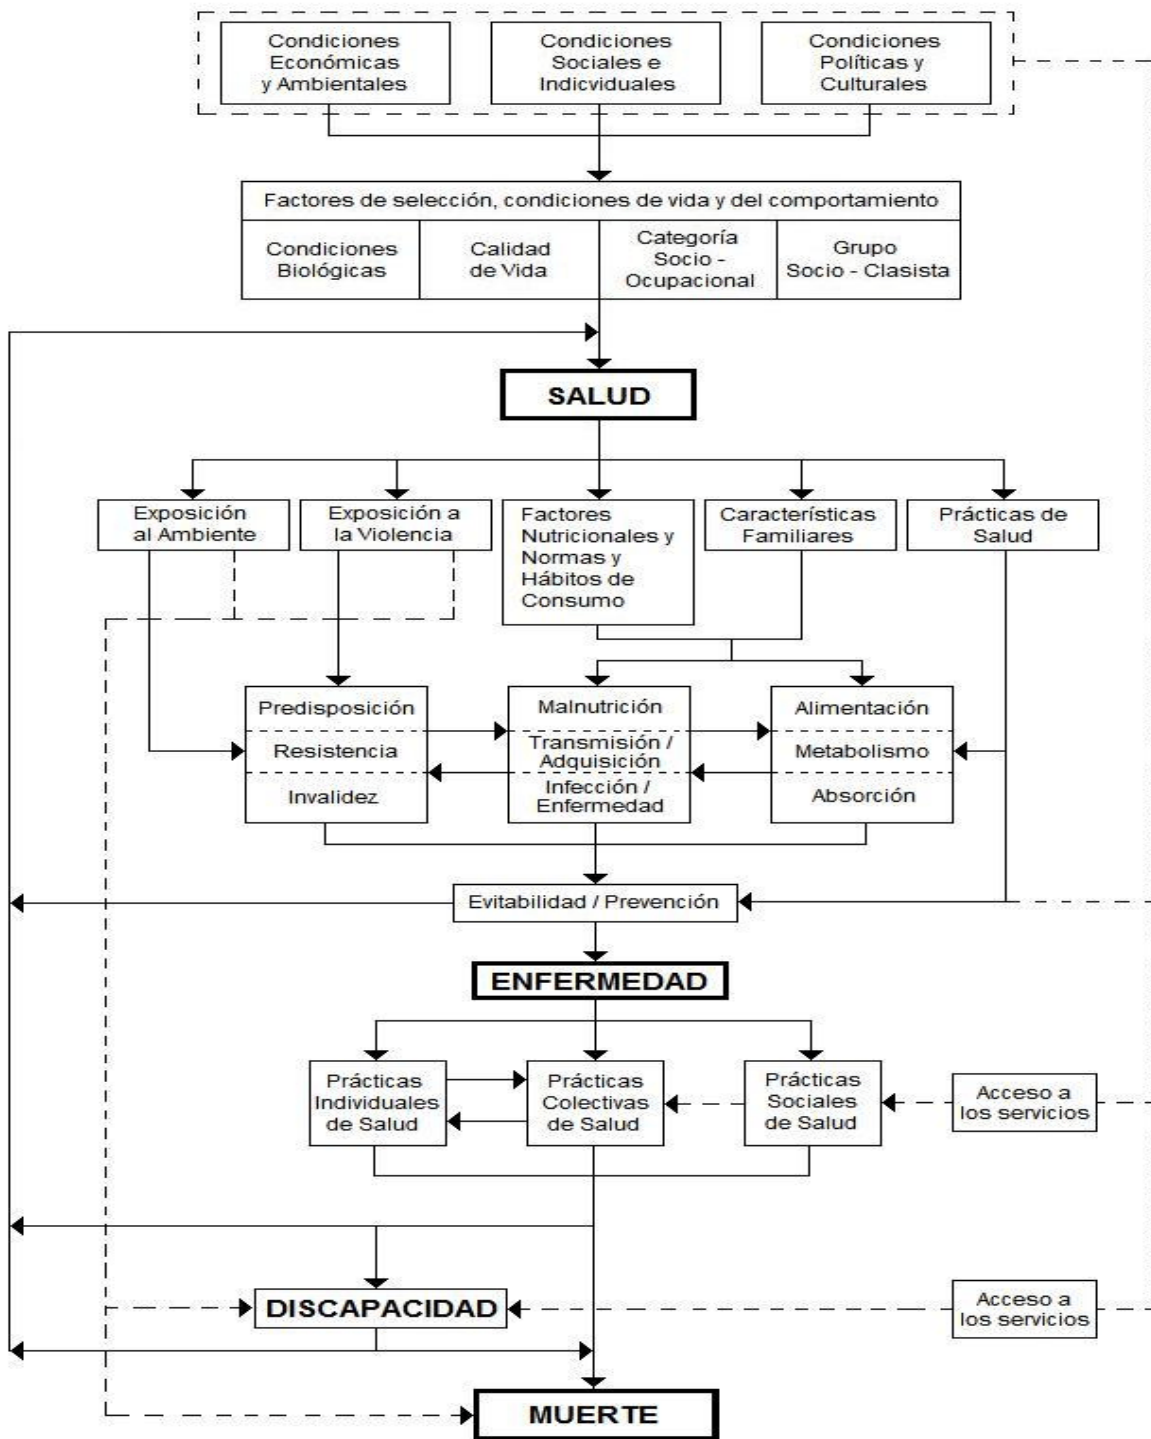 Condiciones
Económicas
y Ambientales
Condiciones
Sociales e
Indicviduales
Condiciones
Políticas y
Culturales
Factores de selección, condiciones de vida y del comportamiento
Condiciones
Biológicas
Calidad
de Vida
Categoría
Socio -
Ocupacional
Grupo
Socio - Clasista
SALUD
Exposición
al Ambiente
Exposición a
la Violencia
Factores
Nutricionales y
Normas y
Hábitos de
Consumo
Características
Familiares
Prácticas de
Salud
Predisposición
Resistencia
Invalidez
Malnutrición
Transmisión /
Adquisición
Infección /
Enfermedad
Alimentación
Metabolismo
Absorción
Evitabilidad / Prevención
ENFERMEDAD
Prácticas
Individuales
de Salud
Prácticas
Colectivas
de Salud
Prácticas
Sociales
de Salud
Acceso a
los servicios
DISCAPACIDAD
Acceso a
los servicios
MUERTE